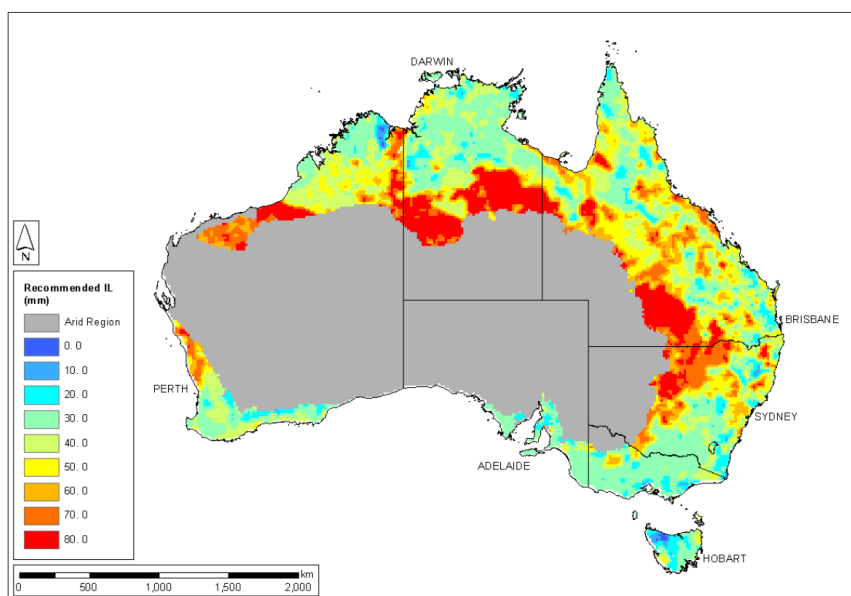 DARWIN
BRISBANE
PERTH
SYDNEY
ADELAIDE
HOBART
N
Recommended IL
(mm)
Arid Region
0. 0
10. 0
20. 0
30. 0
40. 0
50. 0
60. 0
70. 0
80. 0
km
0 500 1,000 1,500 2,000